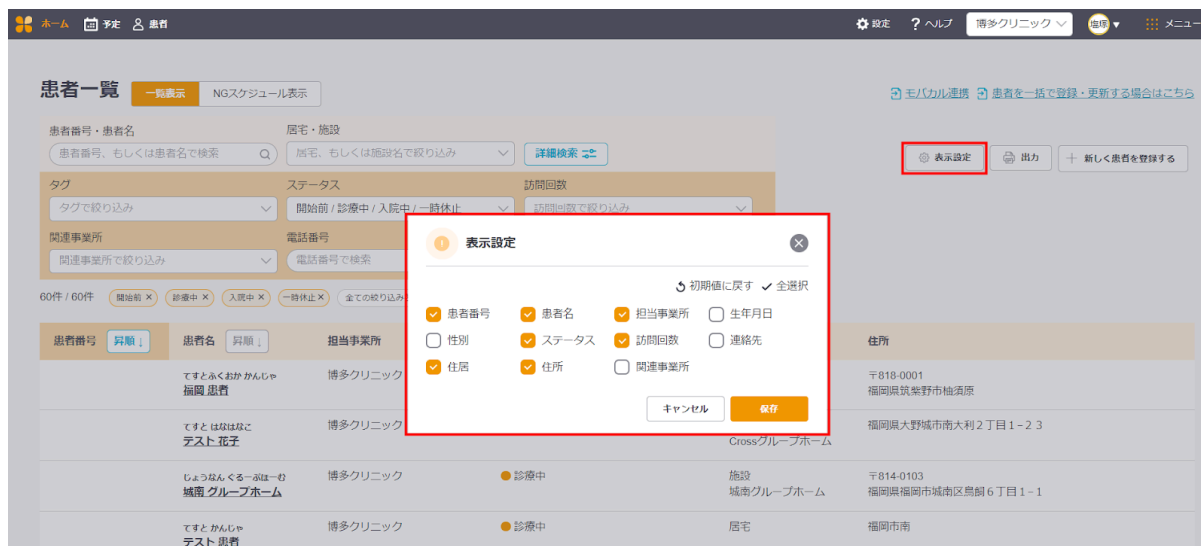 ホーム 予定 患者 設定 ? ヘルプ 博多クリニック 塩塚 メニュー
患者一覧 一覧表示 NGスケジュール表示 モバカル連携 患者を一括で登録・更新する場合はこちら
患者番号・患者名 居宅・施設
患者番号、もしくは患者名で検索 居宅、もしくは施設名で絞り込み 詳細検索 表示設定 出力 新しく患者を登録する
タグ ステータス 訪問回数
タグで絞り込み 開始前 / 診療中 / 入院中 / 一時休止 訪問回数で絞り込み
関連事業所 電話番号
関連事業所で絞り込み 電話番号で検索
表示設定
初期値に戻す 全選択
60件 / 60件 開始前 × 診療中 × 入院中 × 一時休止 × 全ての絞り込み
患者番号 患者名 担当事業所 生年月日
性別 ステータス 訪問回数 連絡先
住居 住所 関連事業所
キャンセル 保存
患者番号 昇順↓ 患者名 昇順↓ 担当事業所 住所
てすとふくおか かんじゃ
福岡 患者 博多クリニック 〒818-0001
福岡県筑紫野市柚須原
てすと はなはなこ
テスト 花子 博多クリニック Crossグループホーム 福岡県大野城市南大利2丁目1-23
じょうなん ぐるーぷほーむ
城南 グループホーム 博多クリニック 診療中 施設
城南グループホーム 〒814-0103
福岡県福岡市城南区鳥飼6丁目1-1
てすと かんじゃ
テスト 患者 博多クリニック 診療中 居宅 福岡市南